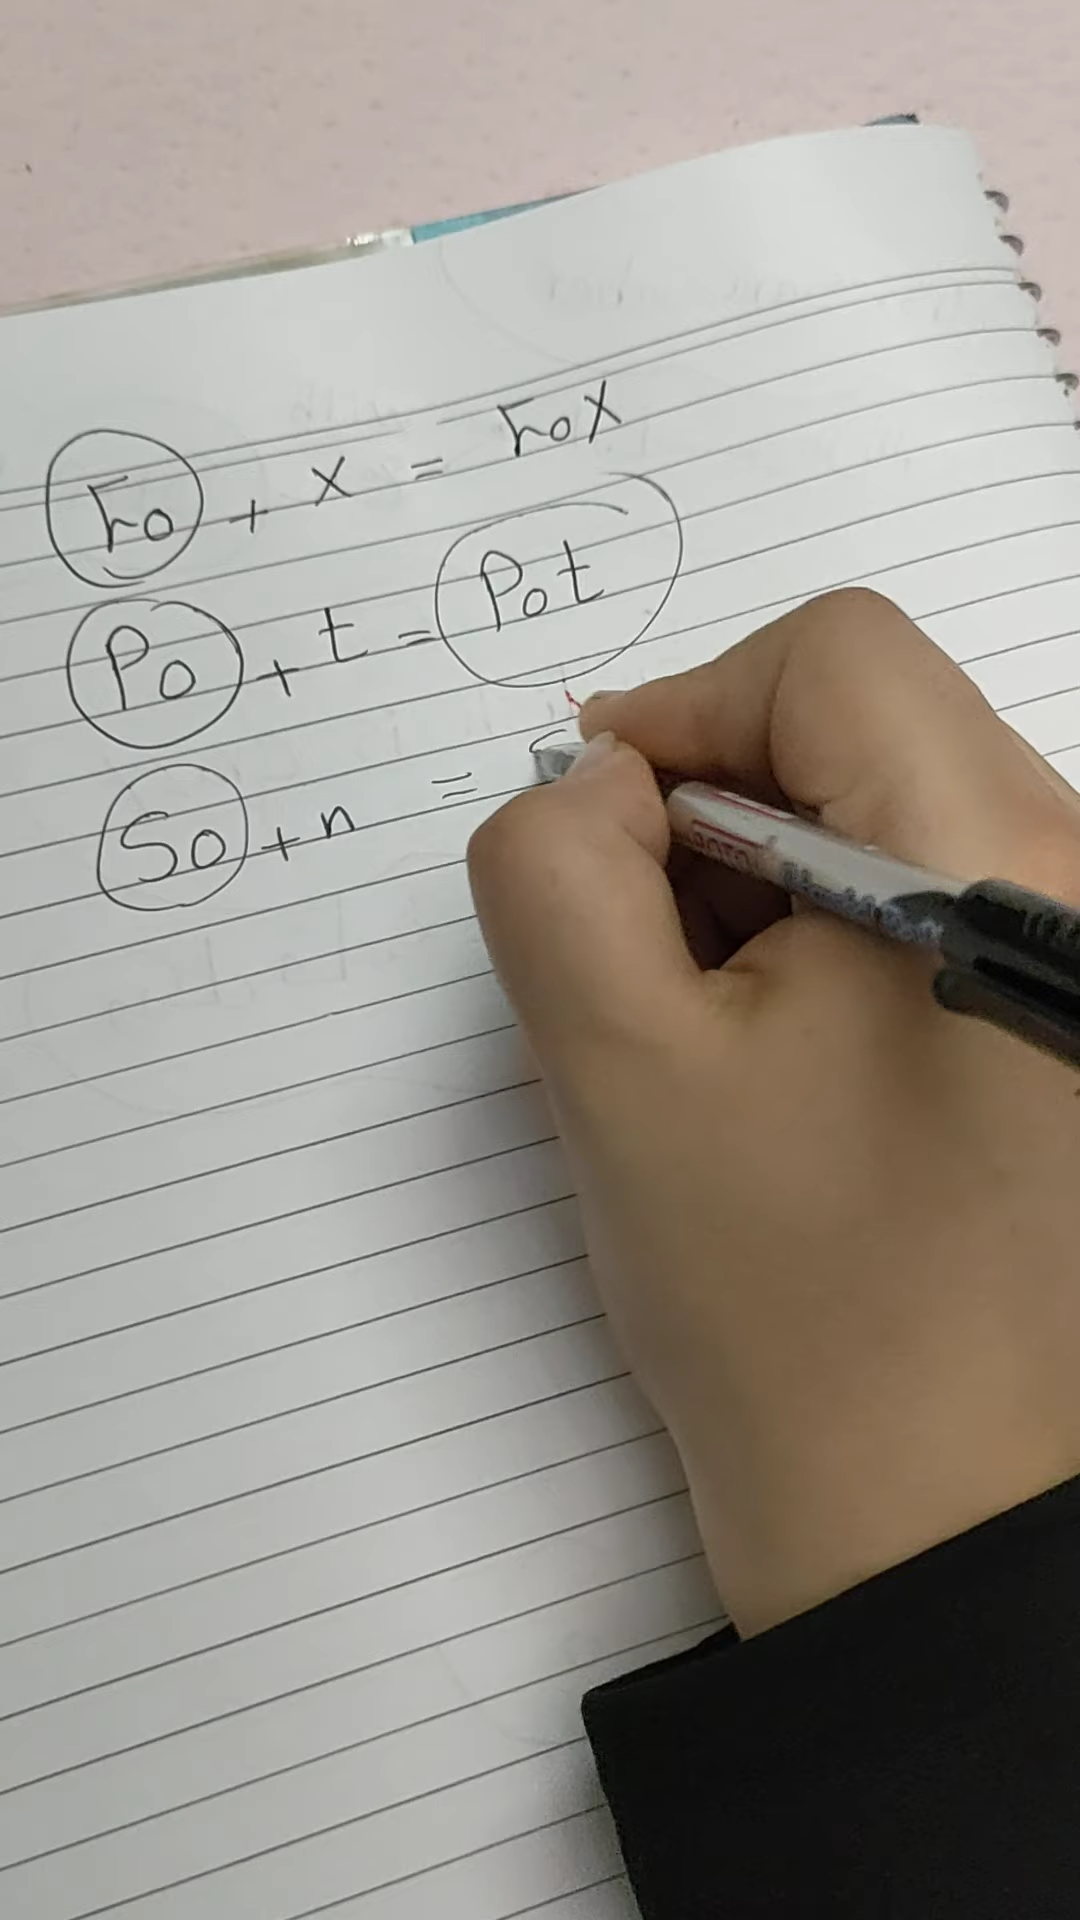 Fo + x = Fox
Po + t = Pot
So + n = S